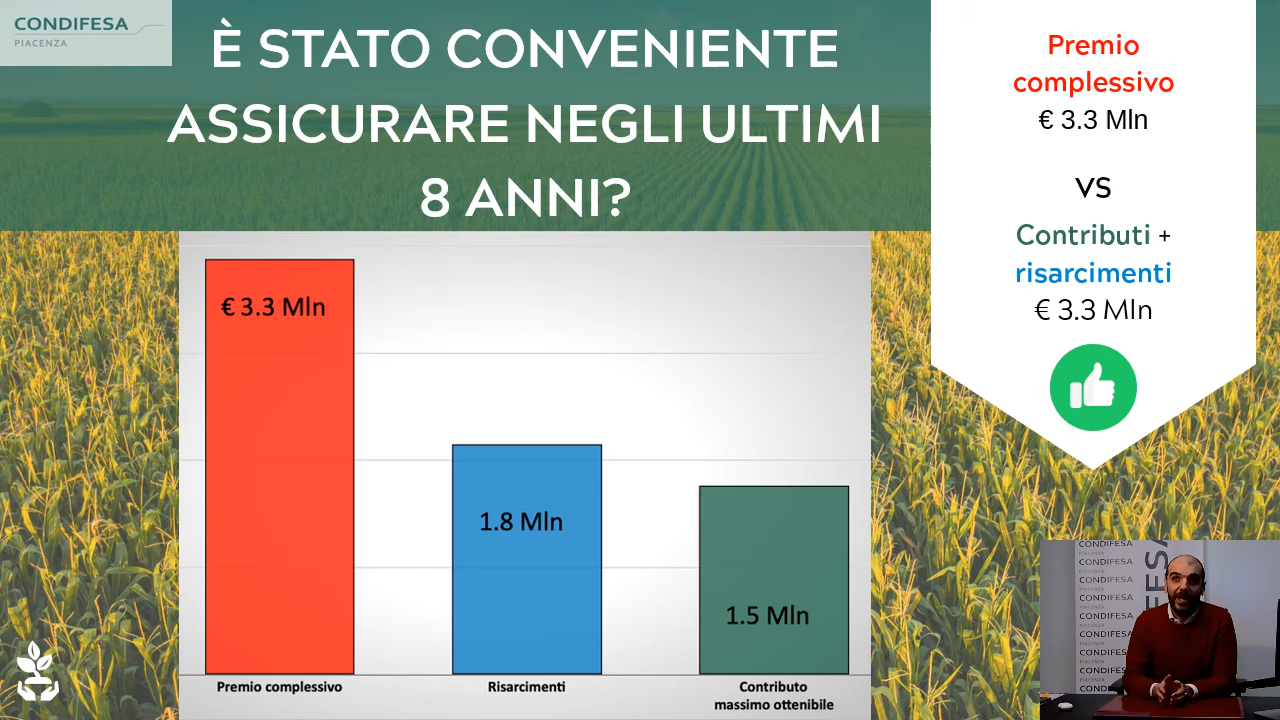 CONDIFESA
PIACENZA
È STATO CONVENIENTE
ASSICURARE NEGLI ULTIMI
8 ANNI?
Premio
complessivo
€ 3.3 Mln
VS
Contributi +
risarcimenti
€ 3.3 Mln
€ 3.3 Mln
1.8 Mln
1.5 Mln
Premio complessivo
Risarcimenti
Contributo
massimo ottenibile
CONDIFESA
CONDIFESA
CONDIFESA
CONDIFESA
CONDIFESA
CONDIFESA
CONDIFESA
CONDIFESA
COND